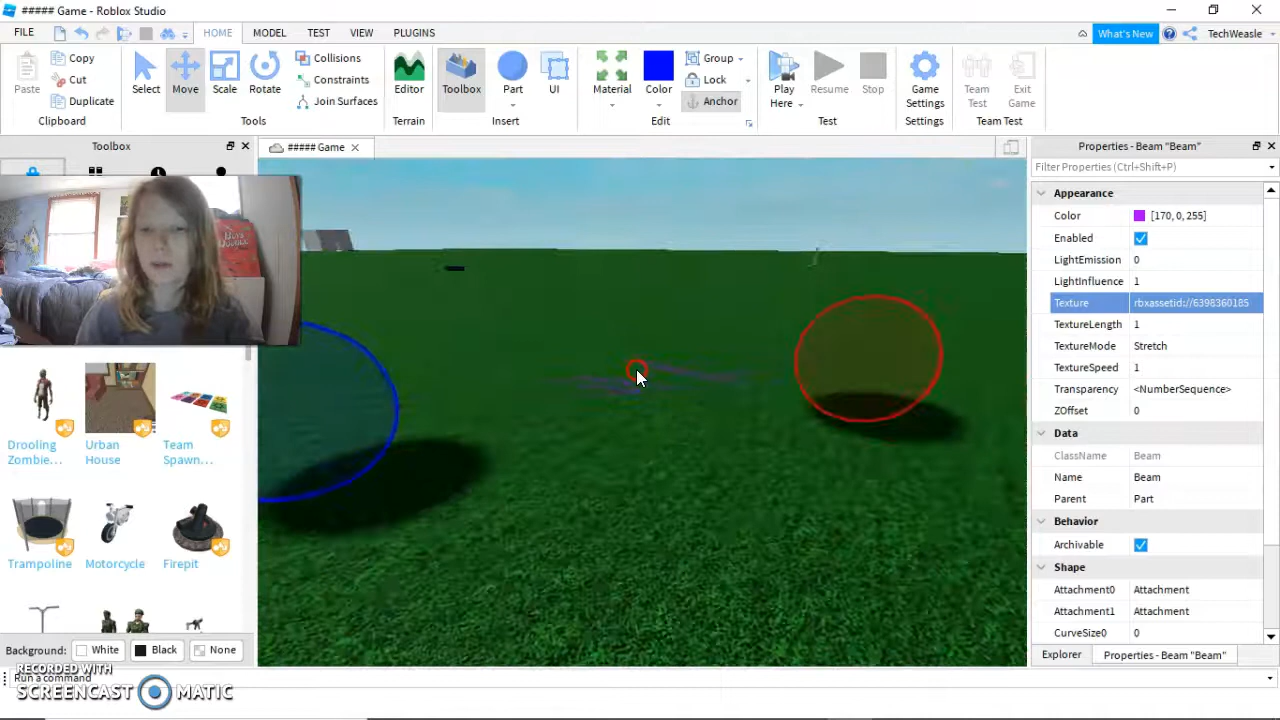 ##### Game - Roblox Studio
FILE HOME MODEL TEST VIEW PLUGINS What's New TechWeasle
Paste Copy Cut Duplicate Clipboard
Select Move Scale Rotate Collisions Constraints Join Surfaces Tools
Editor Terrain
Toolbox Part UI Insert
Material Color Group Lock Anchor Edit
Play Here Resume Stop Test
Game Settings Settings
Team Test Exit Game Team Test
Toolbox
##### Game
Properties - Beam "Beam"
Filter Properties (Ctrl+Shift+P)
Appearance
Color [170, 0, 255]
Enabled
LightEmission 0
LightInfluence 1
Texture rbxassetid://6398360185
TextureLength 1
TextureMode Stretch
TextureSpeed 1
Transparency <NumberSequence>
ZOffset 0
Data
ClassName Beam
Name Beam
Parent Part
Behavior
Archivable
Shape
Attachment0 Attachment
Attachment1 Attachment
CurveSize0 0
Explorer Properties - Beam "Beam"
Drooling Zombie... Urban House Team Spawn...
Trampoline Motorcycle Firepit
Background: White Black None
Run a command
RECORDED WITH
SCREENCAST MATIC